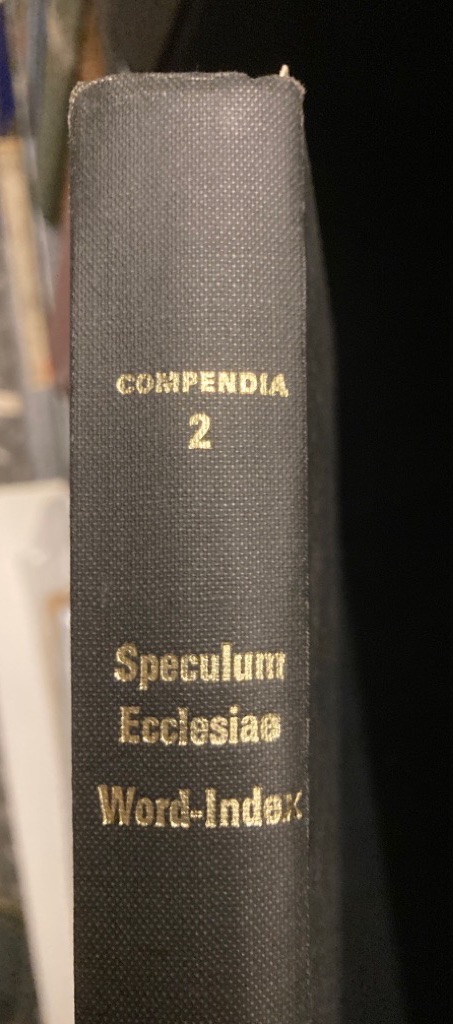 COMPENDIA
2
Speculum
Ecclesiae
Word-Index